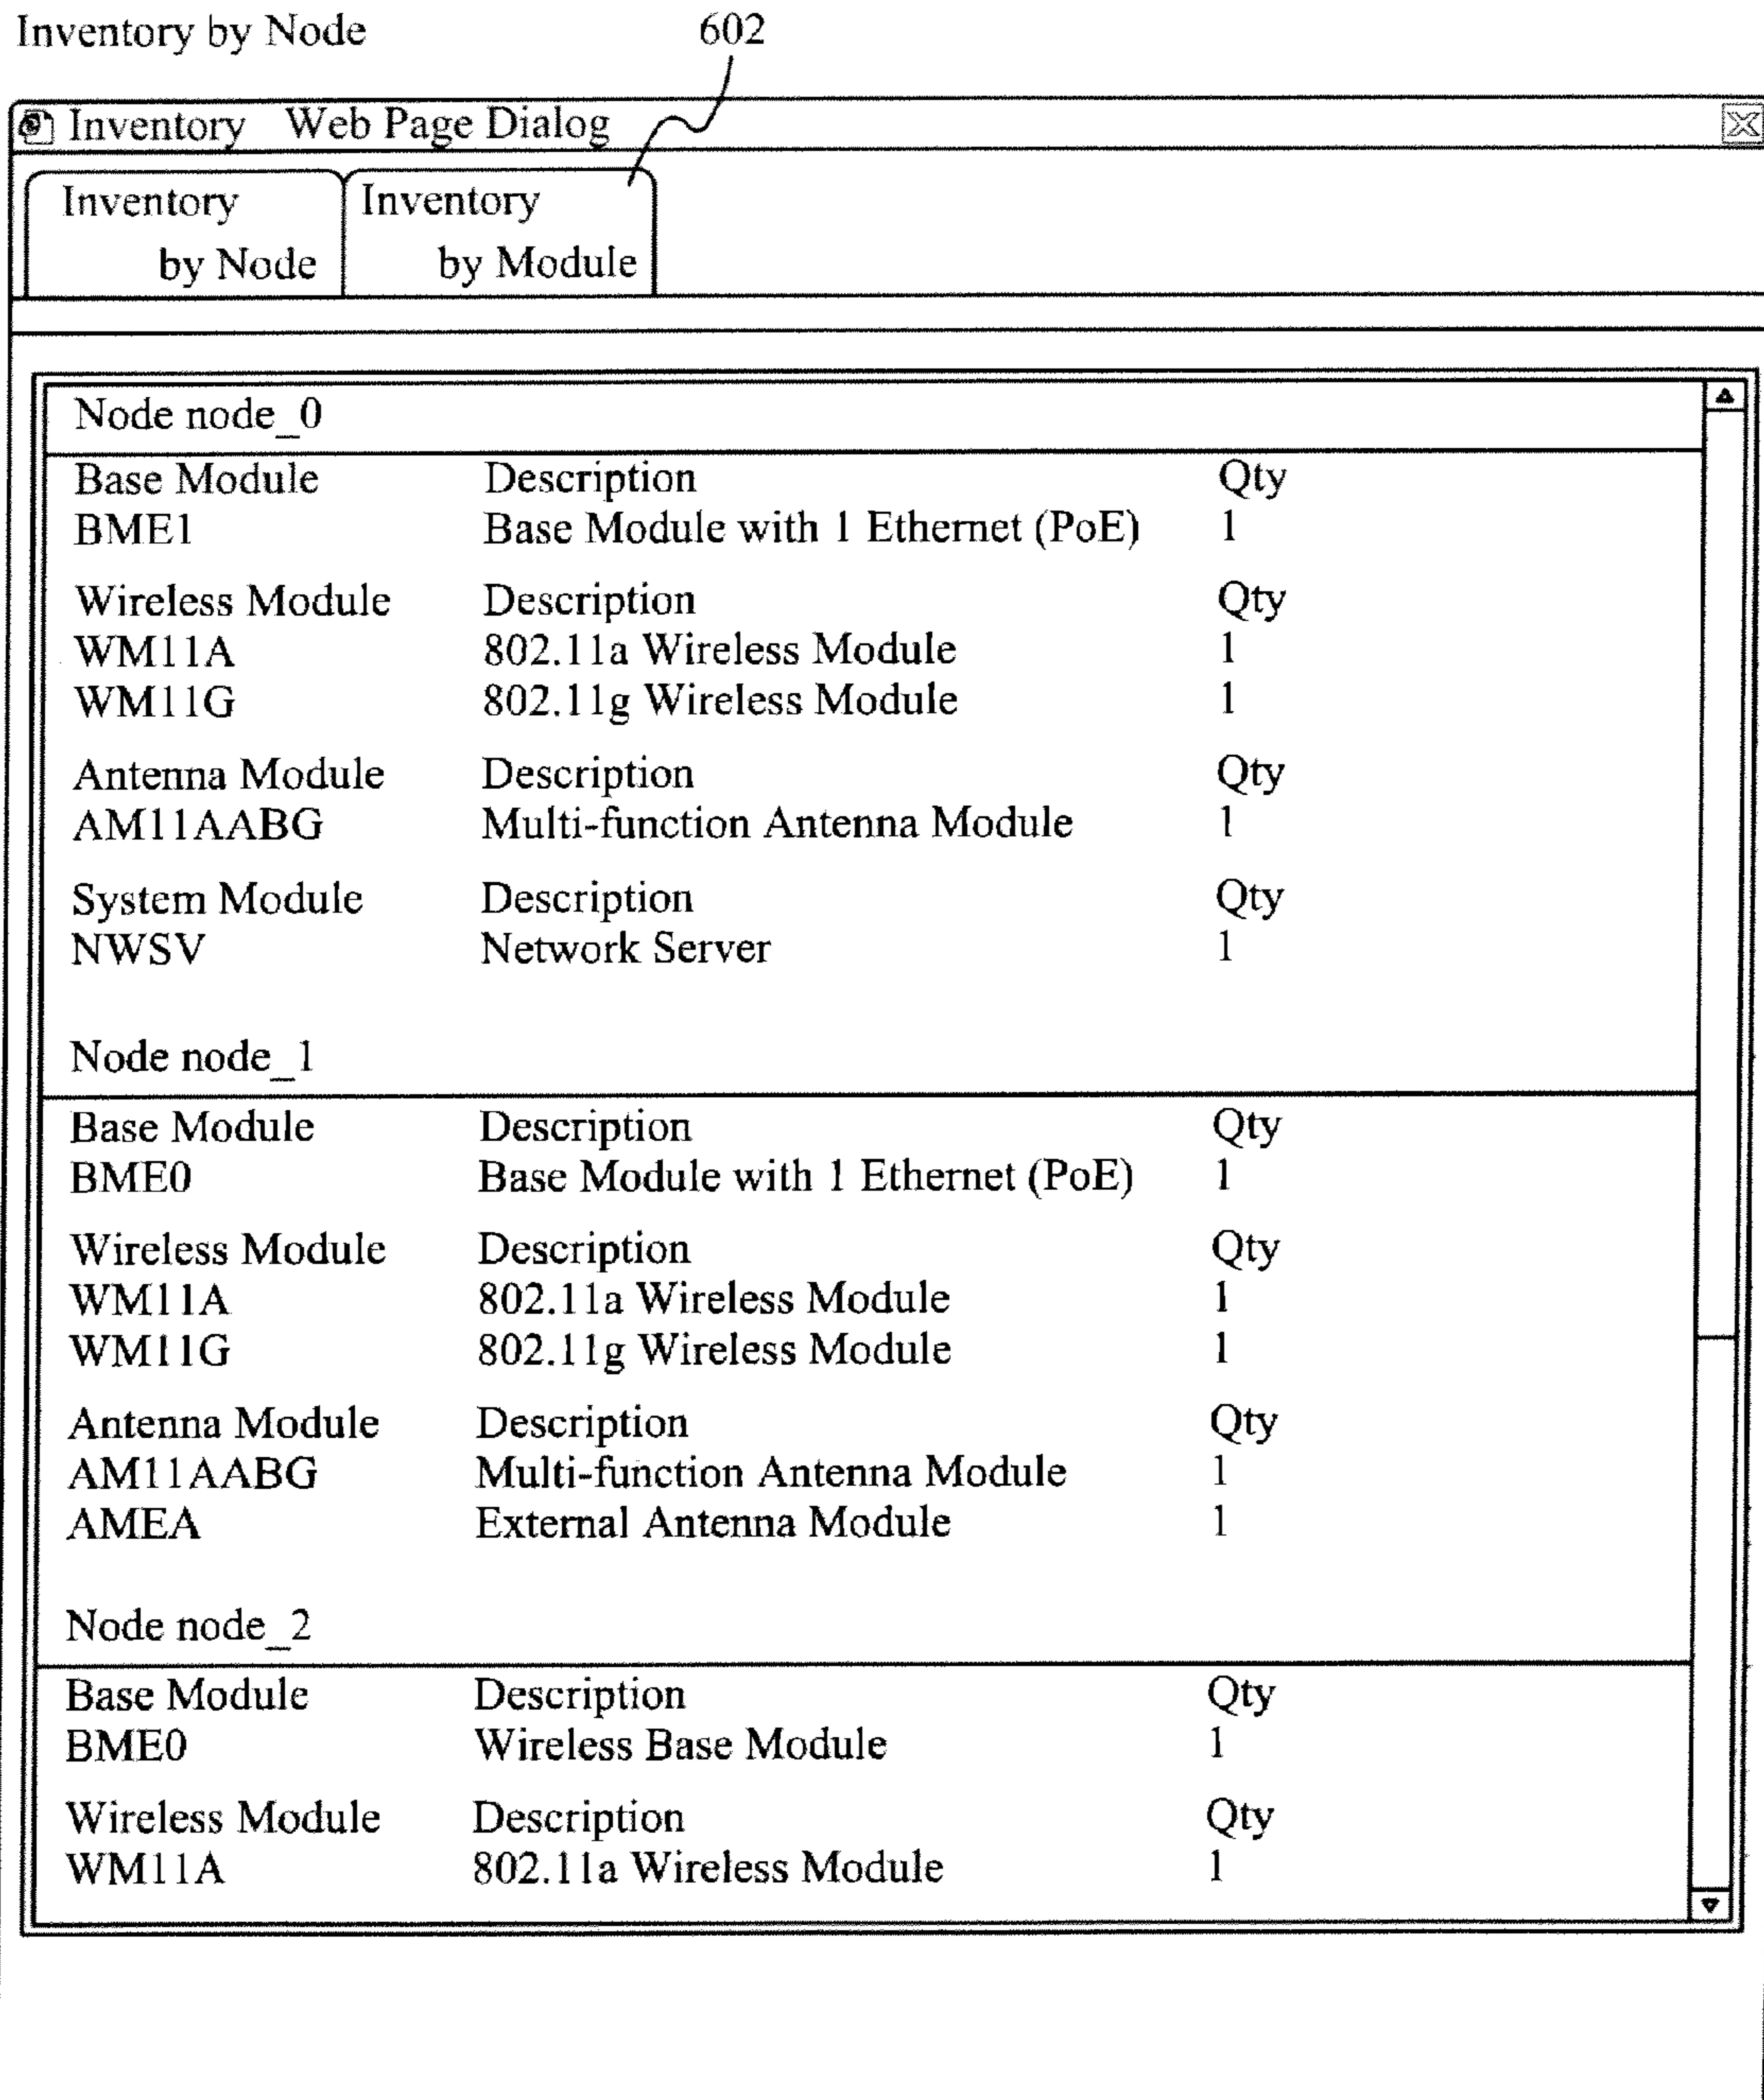 Inventory by Node
602
Inventory Web Page Dialog
Inventory by Node
Inventory by Module
Node node_0
Base Module Description Qty
BME1 Base Module with 1 Ethernet (PoE) 1
Wireless Module Description Qty
WM11A 802.11a Wireless Module 1
WM11G 802.11g Wireless Module 1
Antenna Module Description Qty
AM11AABG Multi-function Antenna Module 1
System Module Description Qty
NWSV Network Server 1
Node node_1
Base Module Description Qty
BME0 Base Module with 1 Ethernet (PoE) 1
Wireless Module Description Qty
WM11A 802.11a Wireless Module 1
WM11G 802.11g Wireless Module 1
Antenna Module Description Qty
AM11AABG Multi-function Antenna Module 1
AMEA External Antenna Module 1
Node node_2
Base Module Description Qty
BME0 Wireless Base Module 1
Wireless Module Description Qty
WM11A 802.11a Wireless Module 1